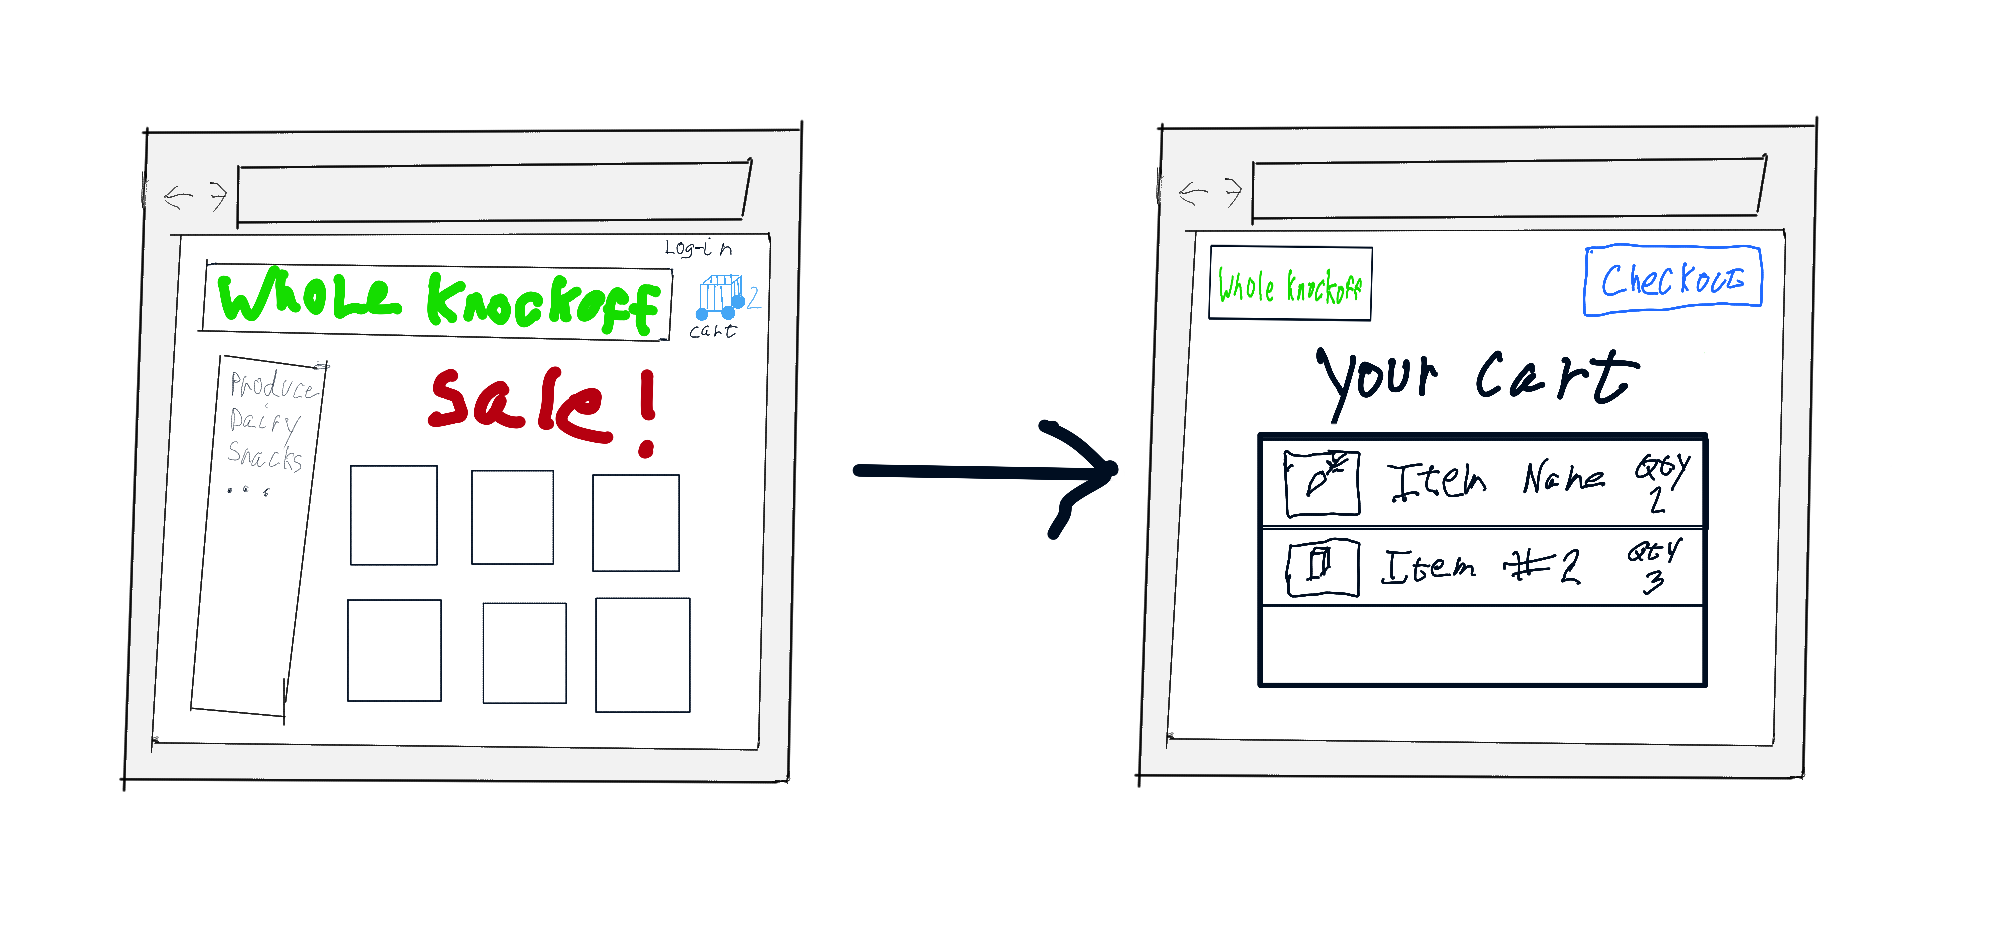 Log-in
Whole Knockoff
2
cart
Produce
Dairy
Snacks
...
Sale!
Whole Knockoff
Checkout
Your Cart
Item Name
Qty
2
Item #2
Qty
3